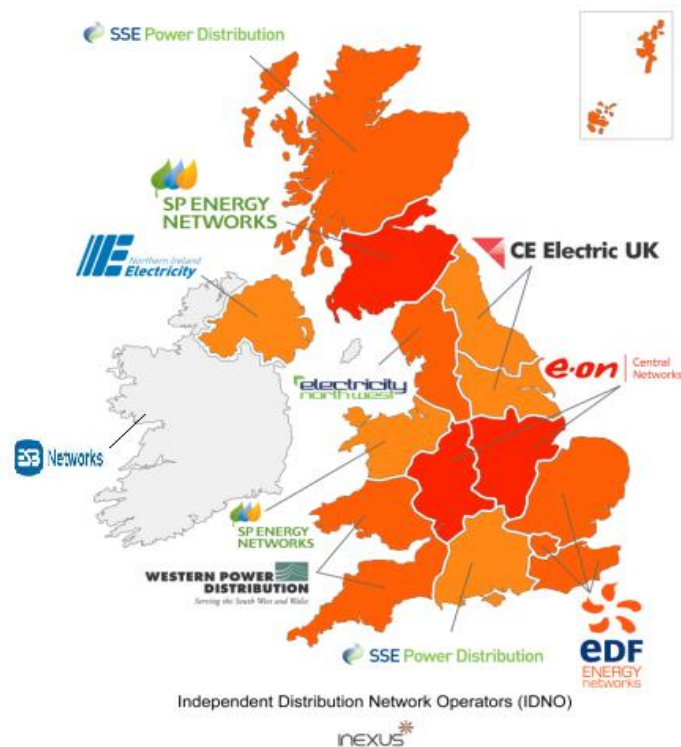 SSE Power Distribution
SP ENERGY
NETWORKS
Northern Ireland
Electricity
CE Electric UK
e.on
Central
Networks
electricity
north west
ESB Networks
SP ENERGY
NETWORKS
WESTERN POWER
DISTRIBUTION
Serving the South West and Wales
SSE Power Distribution
eDF
ENERGY
networks
Independent Distribution Network Operators (IDNO)
INEXUS